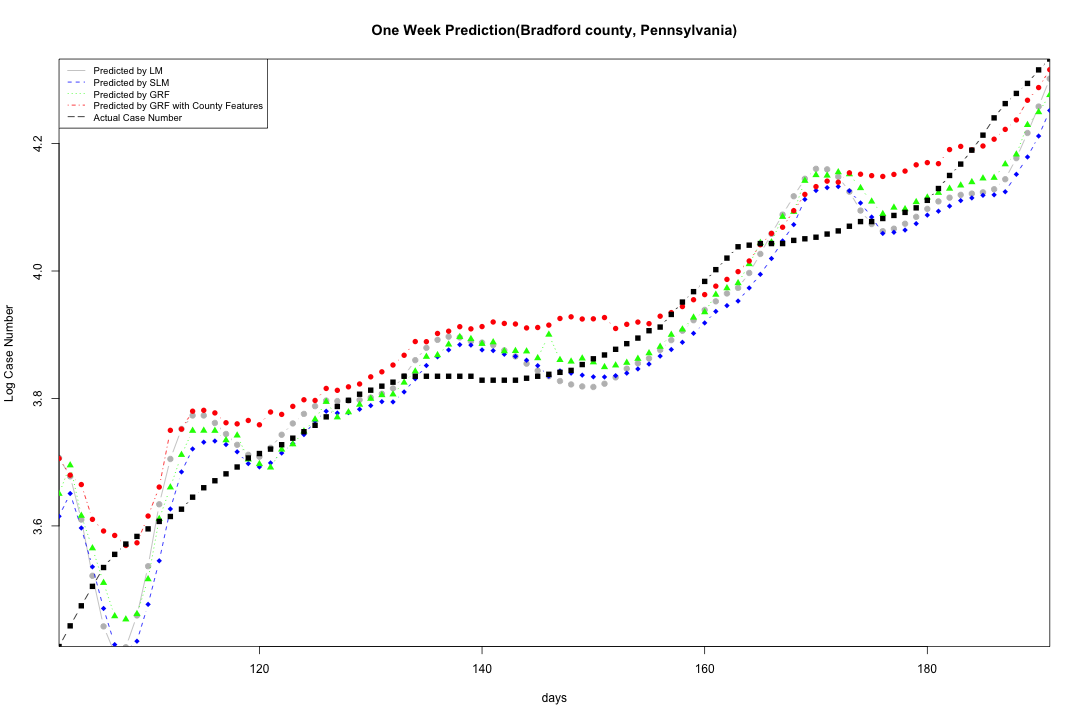 One Week Prediction(Bradford county, Pennsylvania)
Predicted by LM
Predicted by SLM
Predicted by GRF
Predicted by GRF with County Features
Actual Case Number
Log Case Number
4.2
4.0
3.8
3.6
120 140 160 180
days